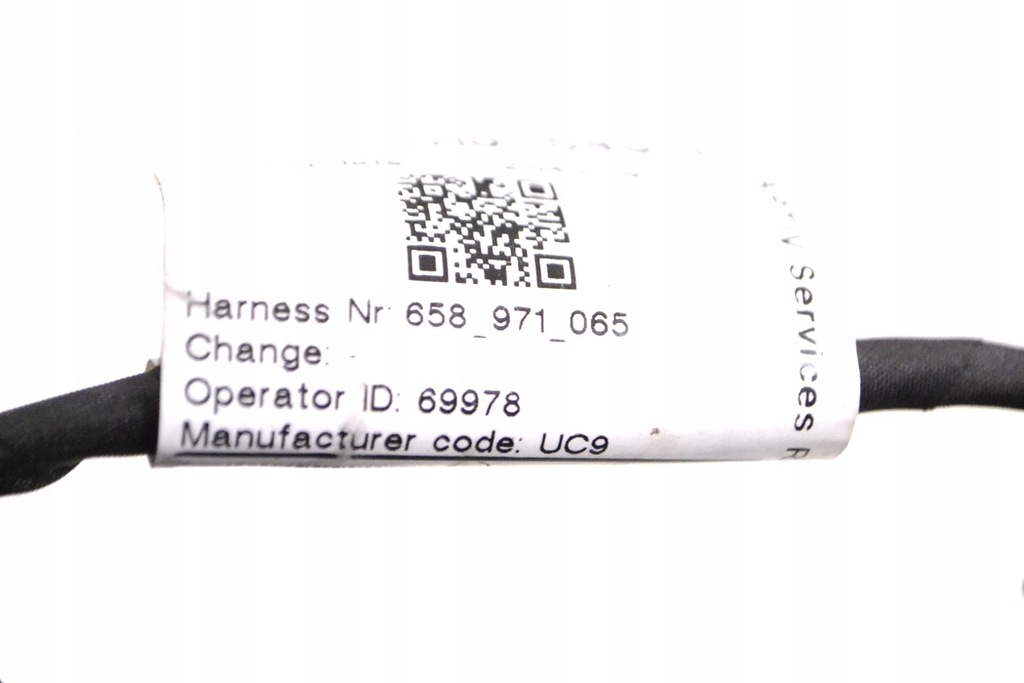 Harness Nr: 658_971_065
Change: -
Operator ID: 69978
Manufacturer code: UC9
Services